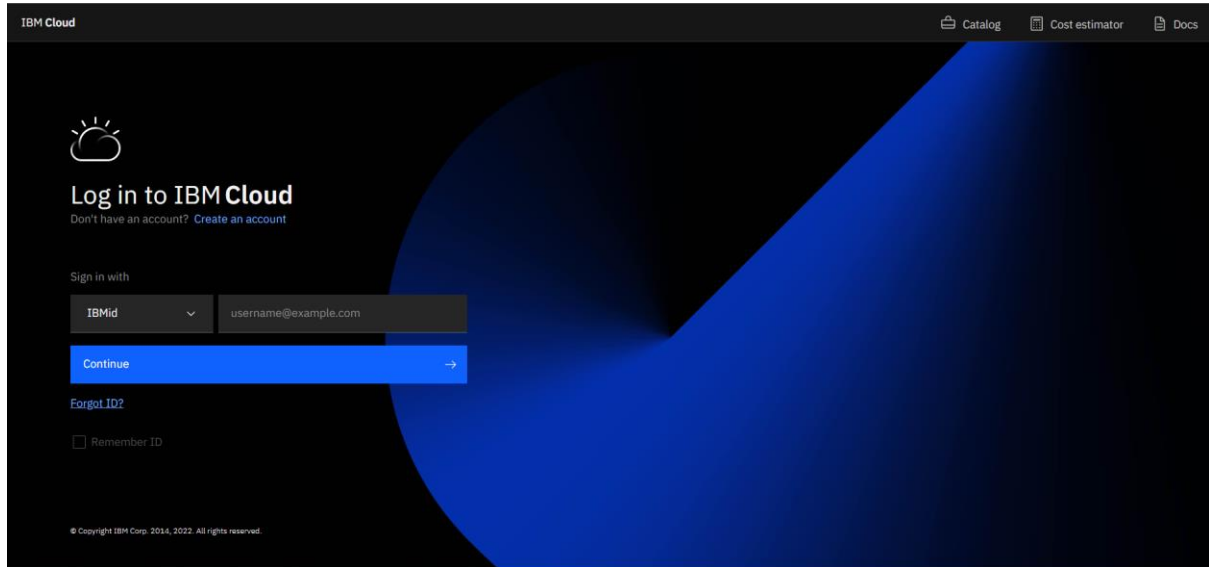 IBM Cloud Catalog Cost estimator Docs
Log in to IBM Cloud
Don't have an account? Create an account
Sign in with
IBMid username@example.com
Continue
Forgot ID?
Remember ID
© Copyright IBM Corp. 2014, 2022. All rights reserved.